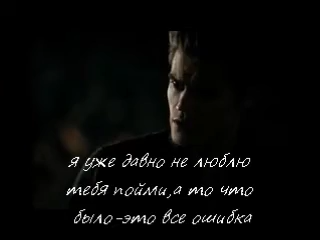 я уже давно не люблю
тебя пойми,а то что
было-это все ошибка